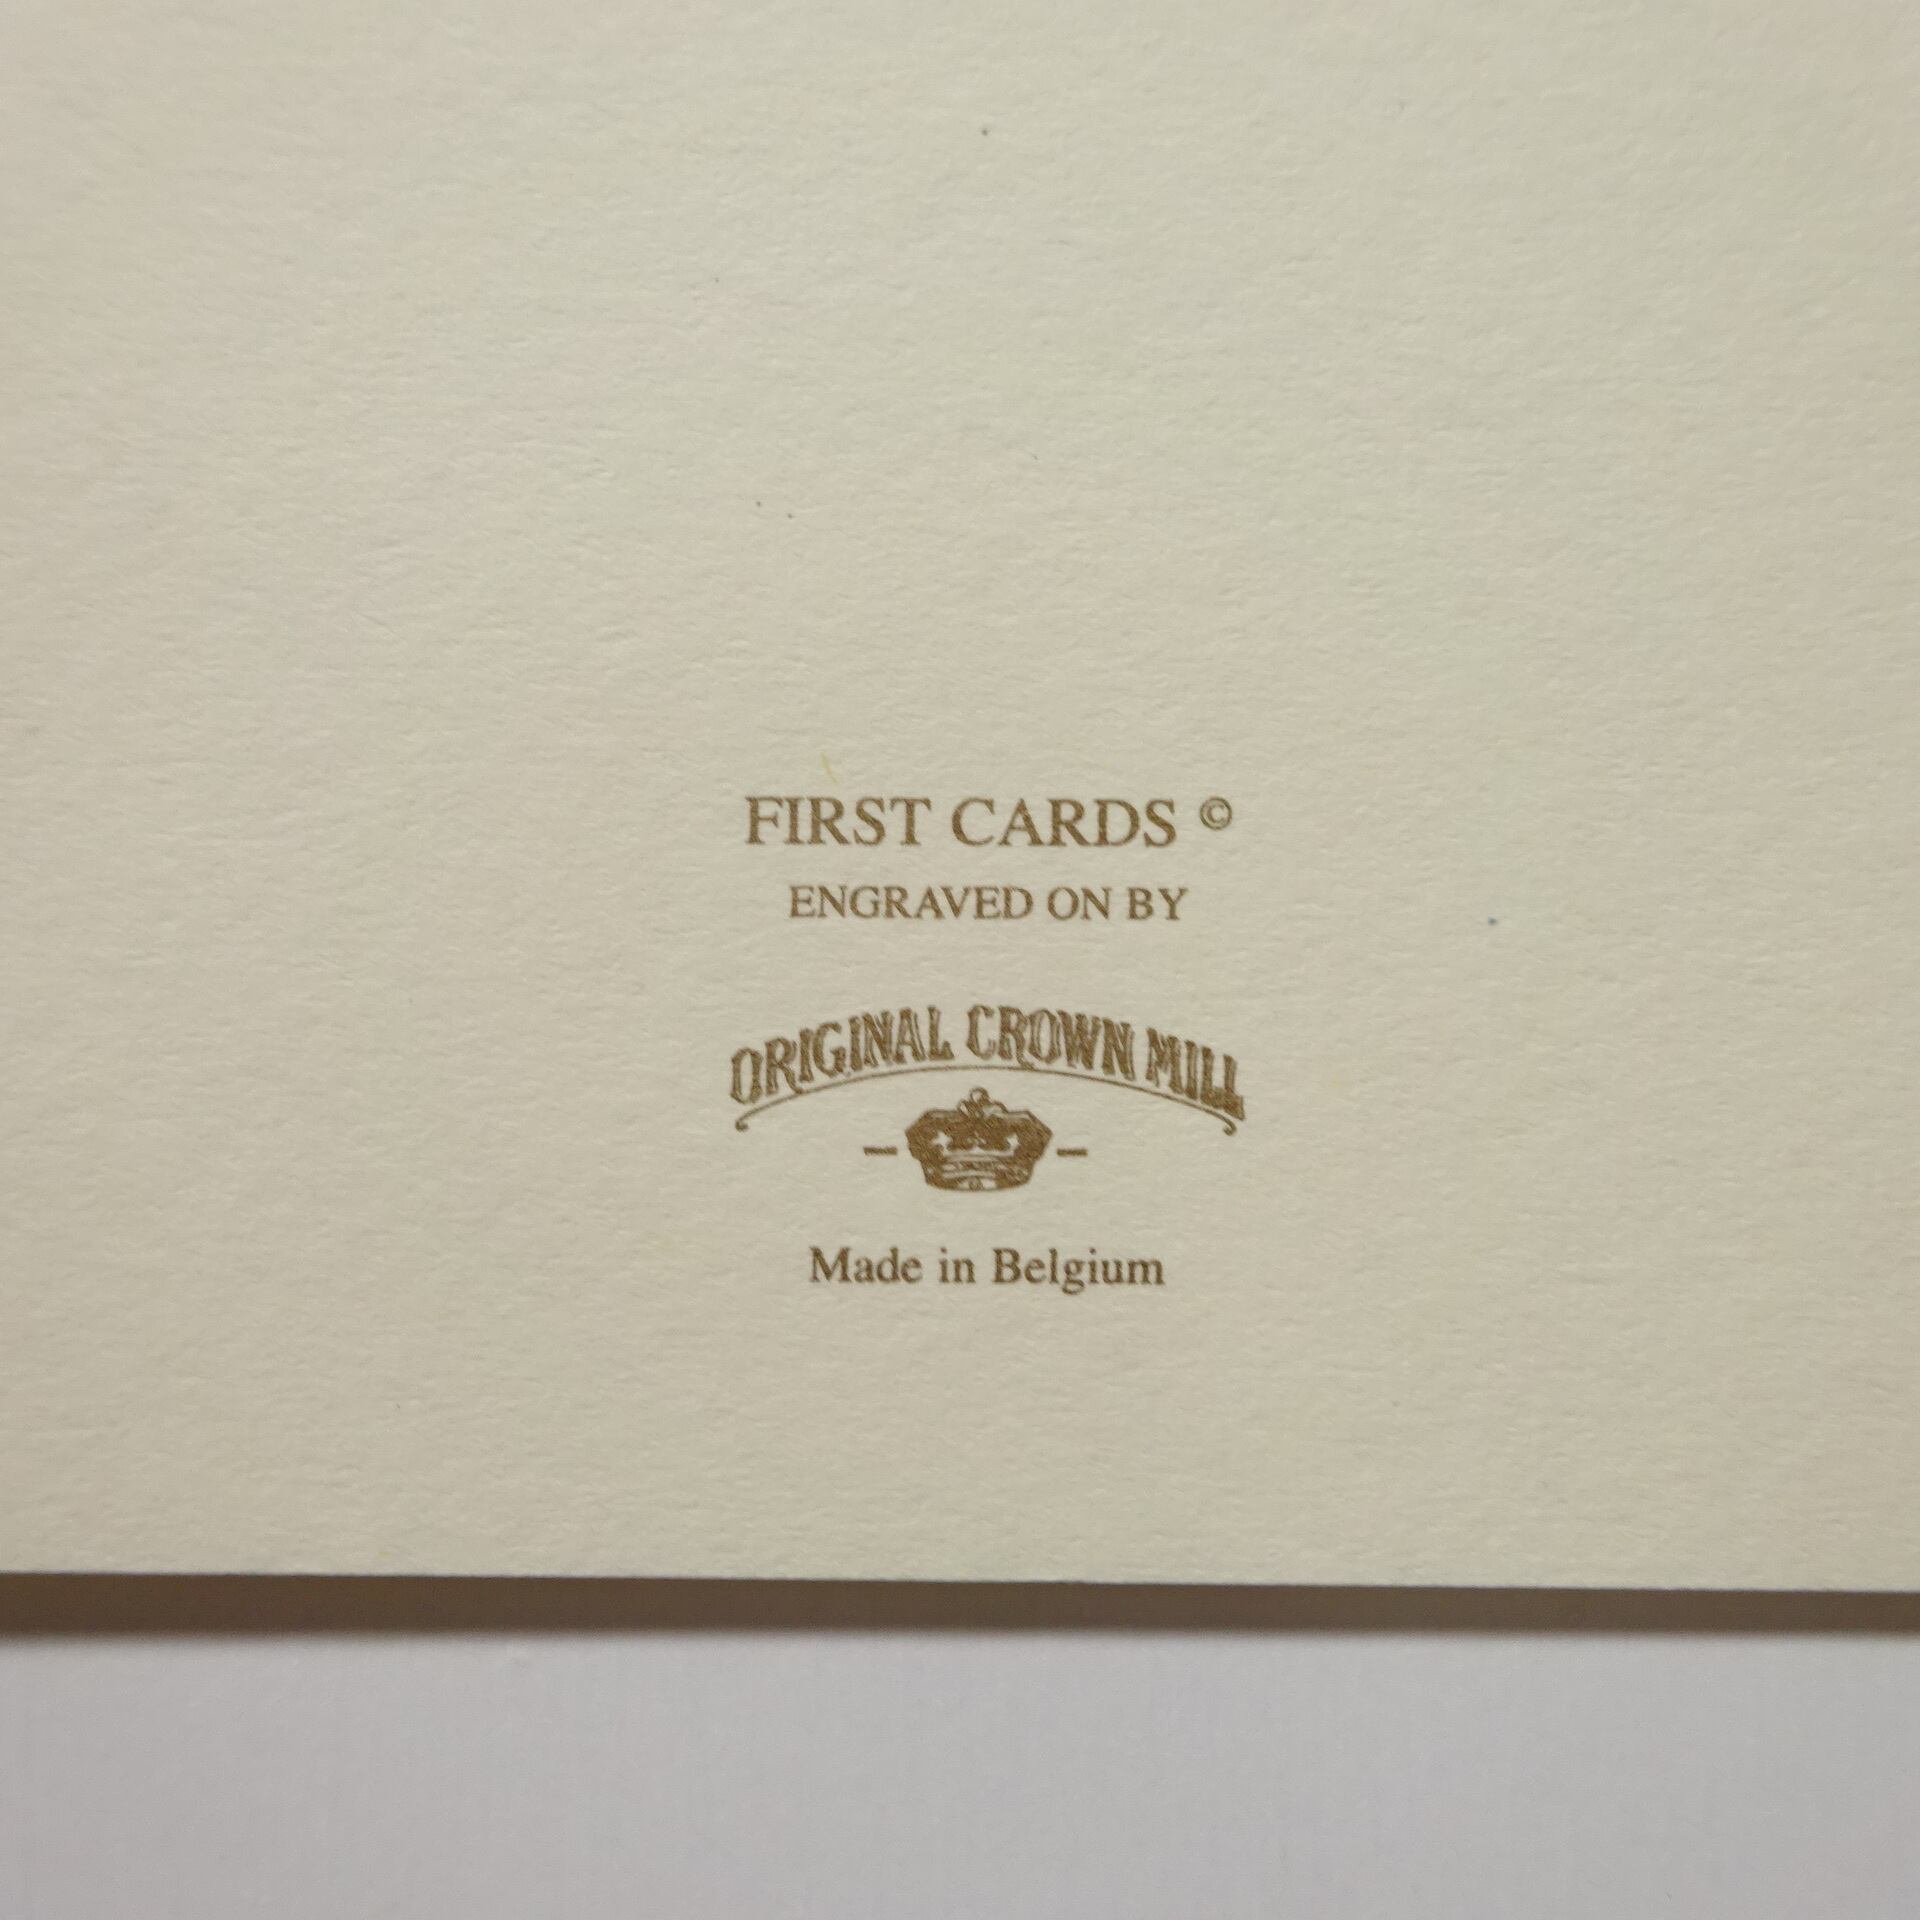 FIRST CARDS ©
ENGRAVED ON BY
ORIGINAL CROWN MILL
Made in Belgium